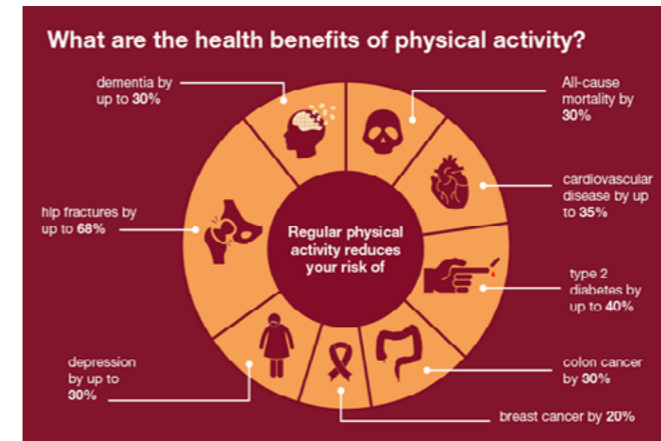 What are the health benefits of physical activity?
dementia by
up to 30%
All-cause
mortality by
30%
cardiovascular
disease by up
to 35%
hip fractures by
up to 68%
Regular physical
activity reduces
your risk of
type 2
diabetes by
up to 40%
depression
by up to
30%
colon cancer
by 30%
breast cancer by 20%